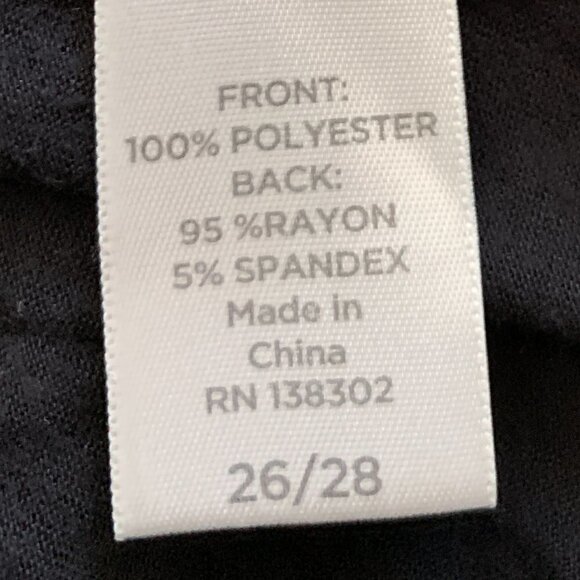 FRONT:
100% POLYESTER
BACK:
95 %RAYON
5% SPANDEX
Made in
China
RN 138302
26/28